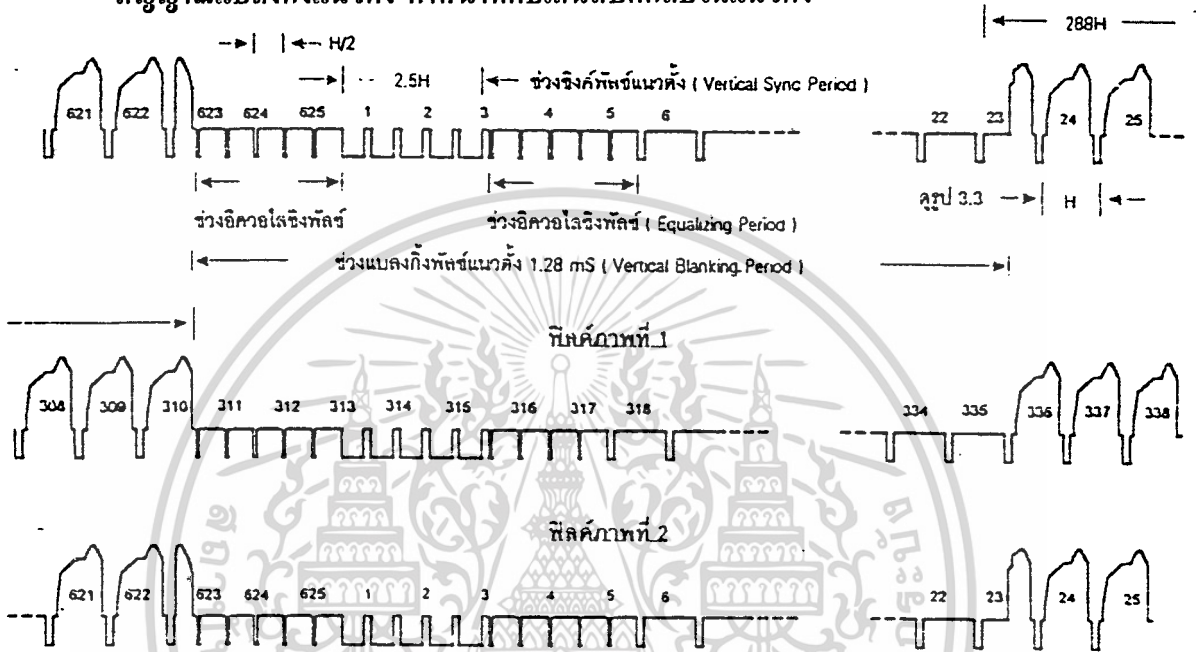 H/2
288H
2.5H
ช่วงซิงค์พัลซ์แนวตั้ง ( Vertical Sync Period )
621 622 623 624 625 1 2 3 4 5 6 22 23 24 25
ดูรูป 3.3
H
ช่วงอิควอไลซิงพัลซ์
ช่วงอิควอไลซิงพัลซ์ ( Equalizing Period )
ช่วงแบลงกิ้งพัลซ์แนวตั้ง 1.28 mS ( Vertical Blanking Period )
ฟิลด์ภาพที่ 1
308 309 310 311 312 313 314 315 316 317 318 334 335 336 337 338
ฟิลด์ภาพที่ 2
621 622 623 624 625 1 2 3 4 5 6 22 23 24 25